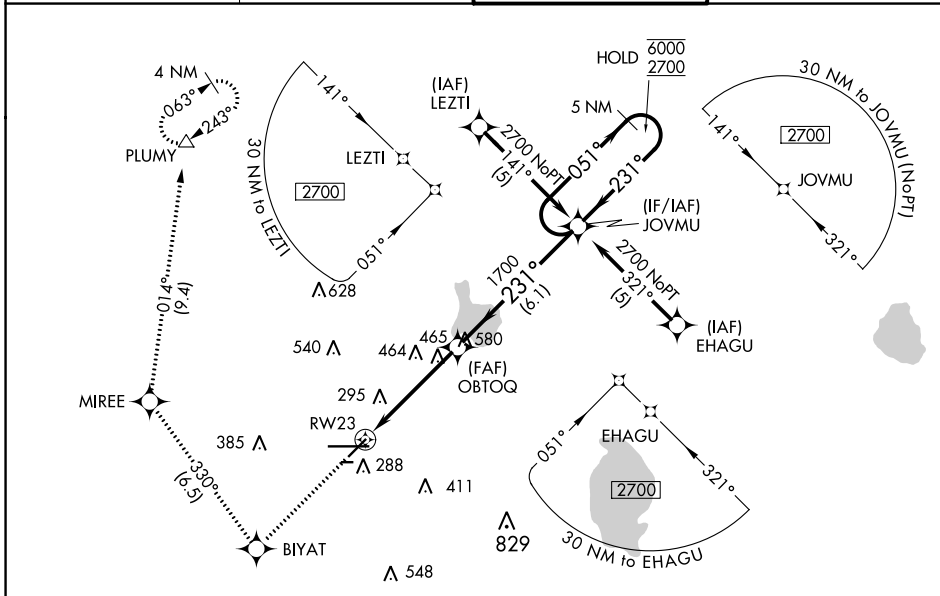 HOLD 6000
2700
4 NM
063°
243°
PLUMY
141°
LEZTI
2700
30 NM to LEZTI
051°
(IAF)
LEZTI
2700 NoPT
141°
(5)
5 NM
051°
231°
(IF/IAF)
JOVMU
30 NM to JOVMU (NoPT)
141°
2700
JOVMU
321°
2700 NoPT
321°
(5)
(IAF)
EHAGU
1700
231°
(6.1)
014°
(9.4)
628
540
464
465
580
(FAF)
OBTOQ
MIREE
295
RW23
385
288
330°
(6.5)
411
BIYAT
829
548
EHAGU
051°
321°
2700
30 NM to EHAGU